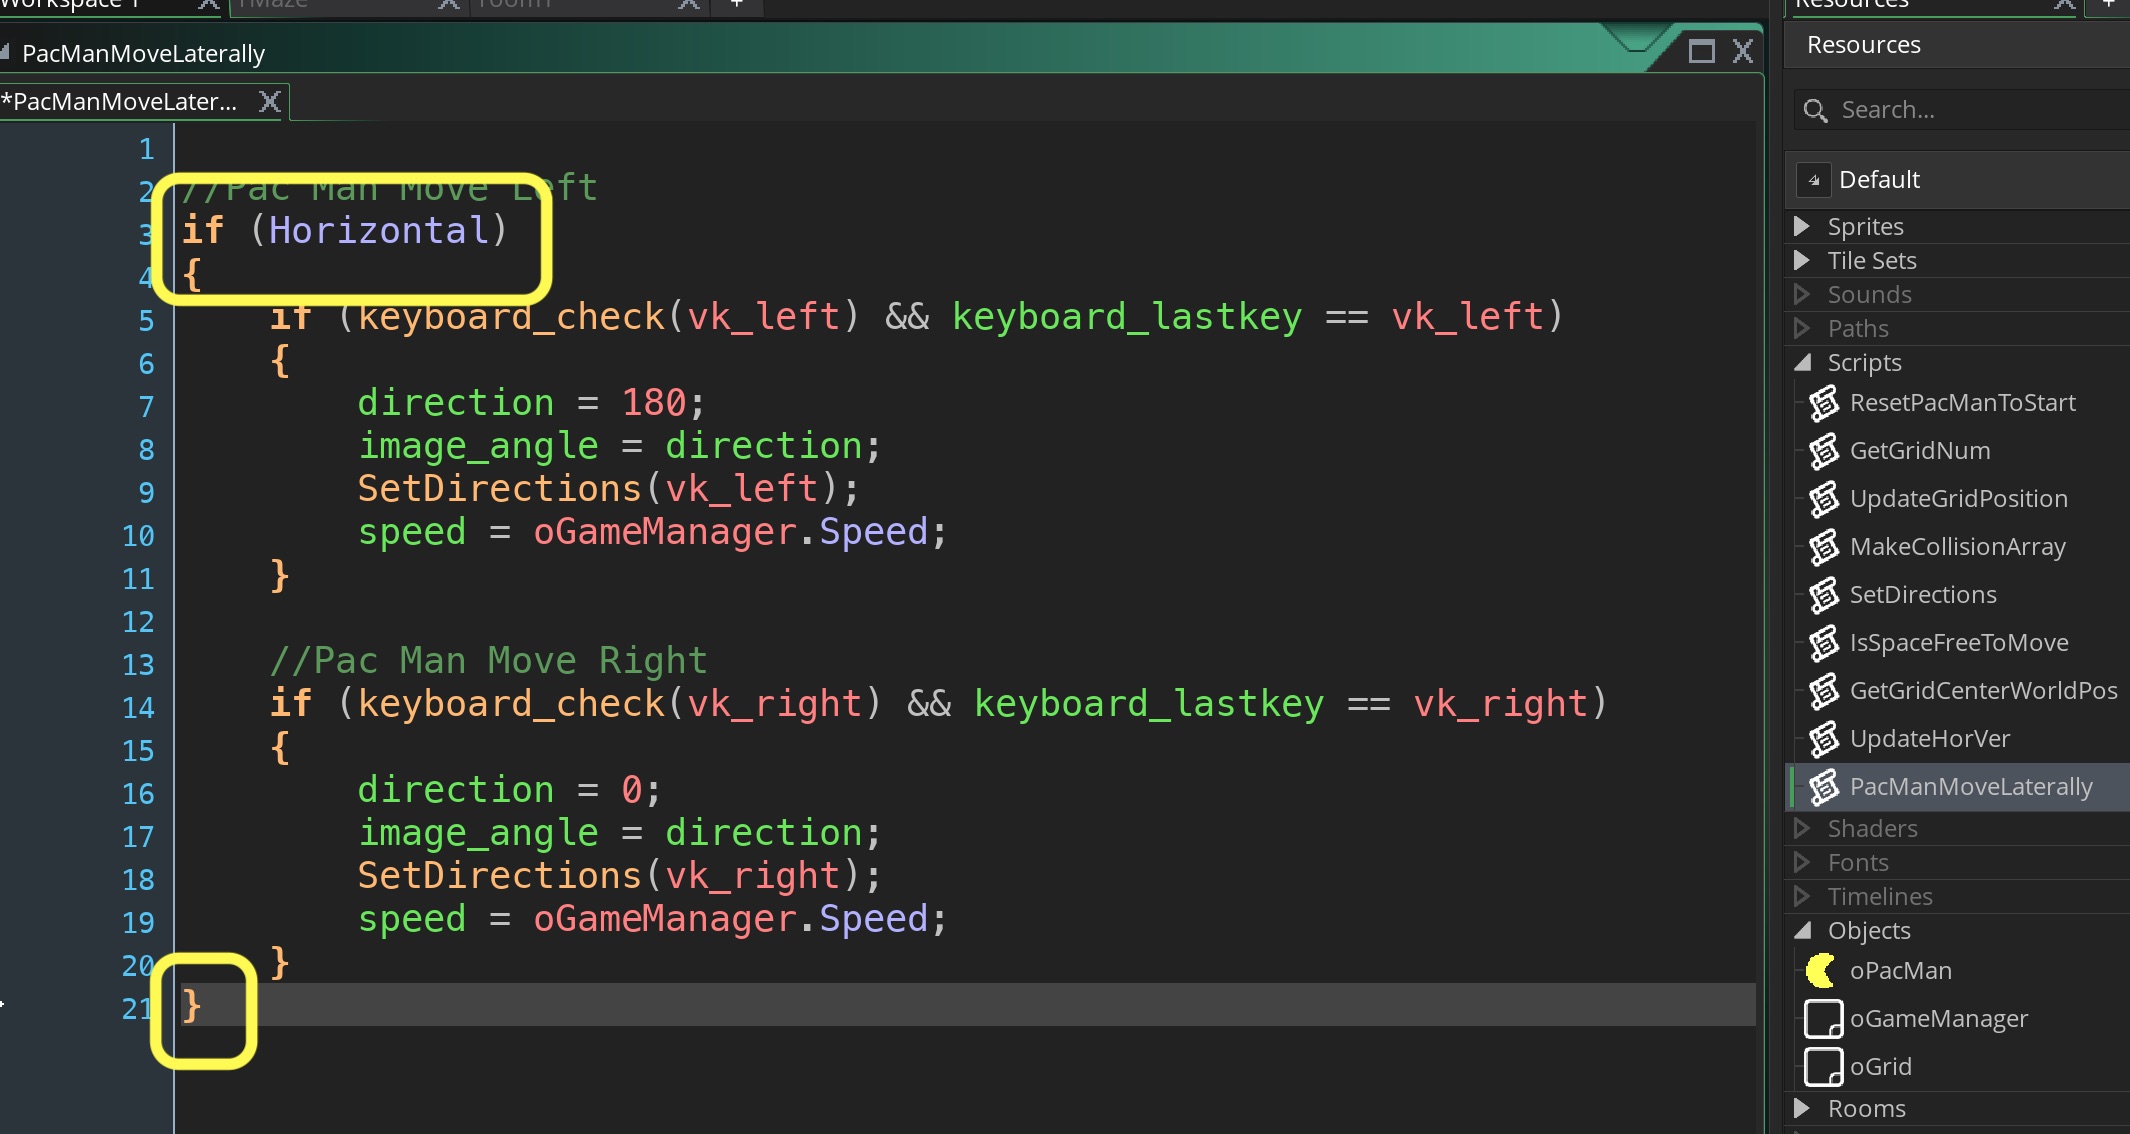 Workspace 1
rMaze
room1
+
Resources
+
PacManMoveLaterally
*PacManMoveLater...
1
2 //Pac Man Move Left
3 if (Horizontal)
4 {
5 if (keyboard_check(vk_left) && keyboard_lastkey == vk_left)
6 {
7 direction = 180;
8 image_angle = direction;
9 SetDirections(vk_left);
10 speed = oGameManager.Speed;
11 }
12
13 //Pac Man Move Right
14 if (keyboard_check(vk_right) && keyboard_lastkey == vk_right)
15 {
16 direction = 0;
17 image_angle = direction;
18 SetDirections(vk_right);
19 speed = oGameManager.Speed;
20 }
21 }
Resources
Search...
Default
Sprites
Tile Sets
Sounds
Paths
Scripts
ResetPacManToStart
GetGridNum
UpdateGridPosition
MakeCollisionArray
SetDirections
IsSpaceFreeToMove
GetGridCenterWorldPos
UpdateHorVer
PacManMoveLaterally
Shaders
Fonts
Timelines
Objects
oPacMan
oGameManager
oGrid
Rooms